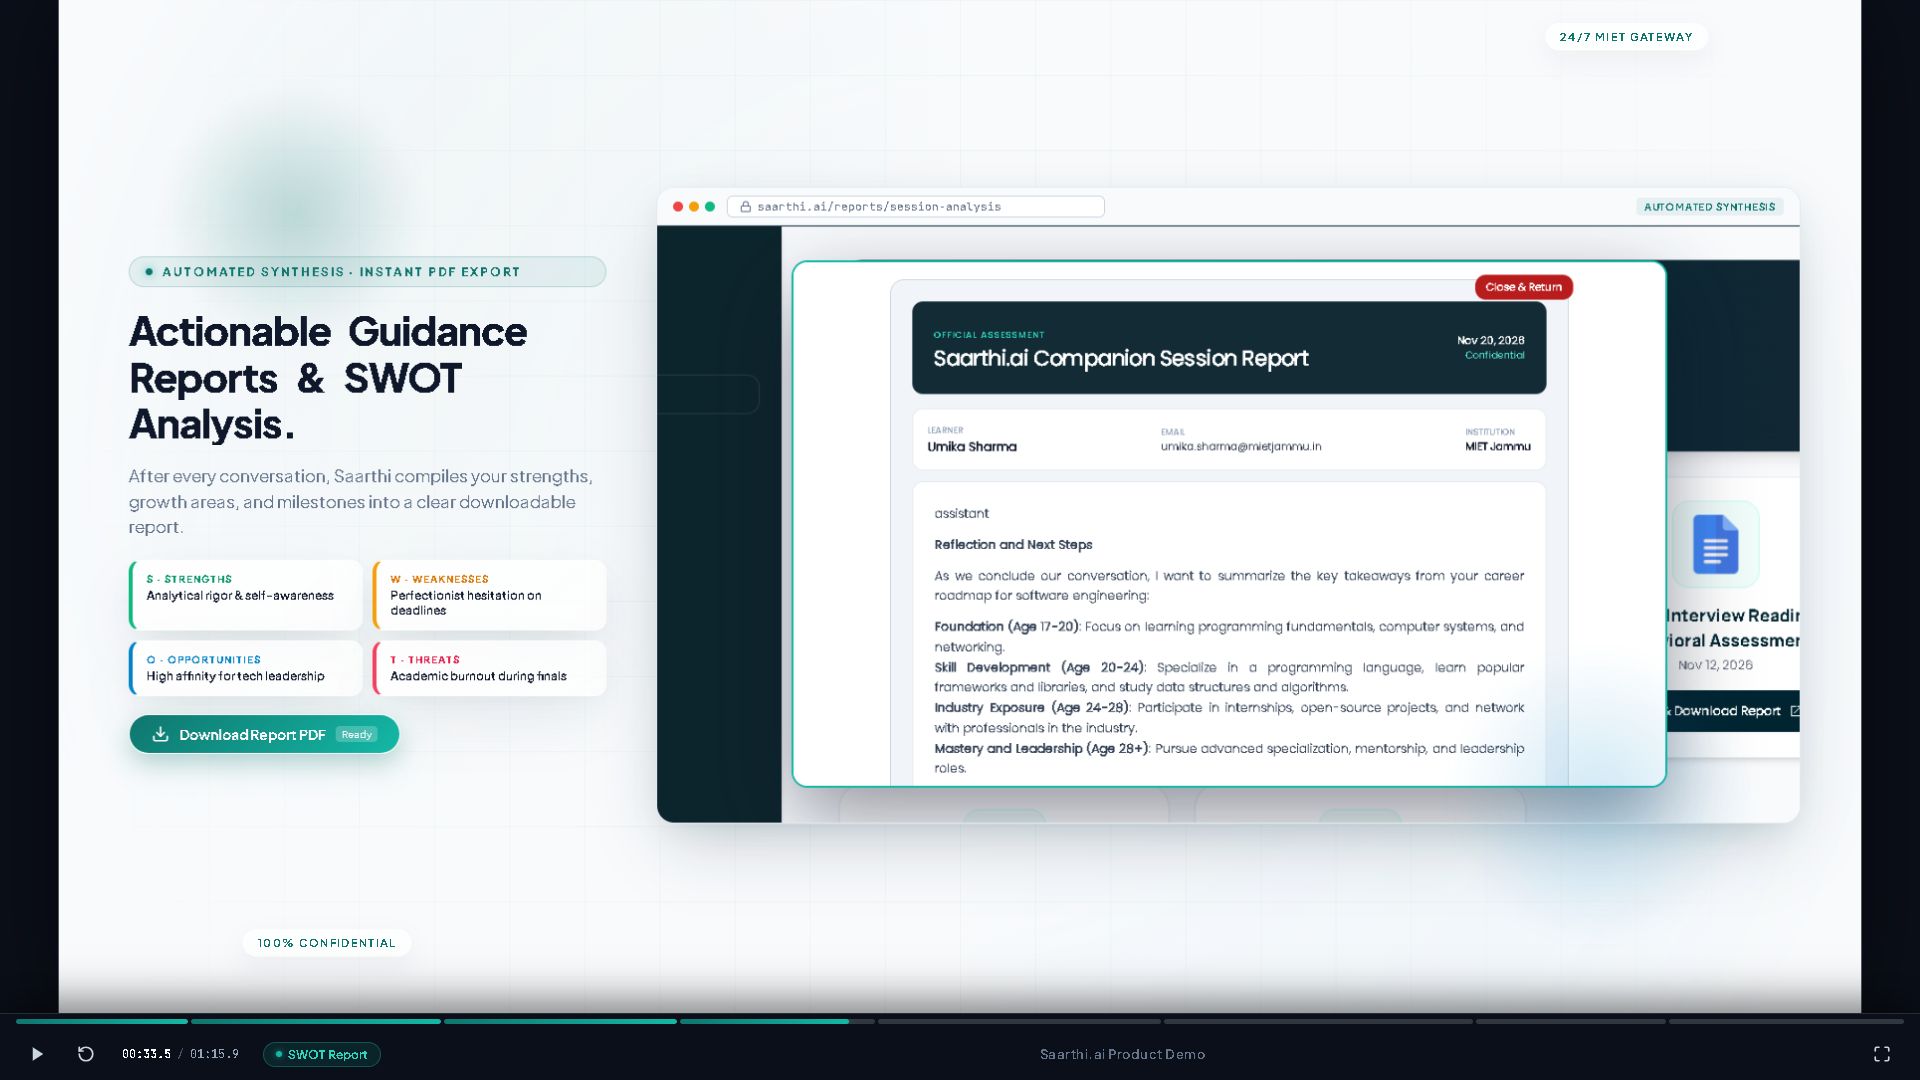 24/7 MIET GATEWAY
saarthi.ai/reports/session-analysis
AUTOMATED SYNTHESIS
AUTOMATED SYNTHESIS · INSTANT PDF EXPORT
Actionable Guidance
Reports & SWOT
Analysis.
After every conversation, Saarthi compiles your strengths,
growth areas, and milestones into a clear downloadable
report.
S - STRENGTHS
Analytical rigor & self-awareness
W - WEAKNESSES
Perfectionist hesitation on
deadlines
O - OPPORTUNITIES
High affinity for tech leadership
T - THREATS
Academic burnout during finals
Download Report PDF Ready
Close & Return
OFFICIAL ASSESSMENT
Saarthi.ai Companion Session Report
Nov 20, 2026
Confidential
LEARNER
Umika Sharma
EMAIL
umika.sharma@mietjammu.in
INSTITUTION
MIET Jammu
assistant
Reflection and Next Steps
As we conclude our conversation, I want to summarize the key takeaways from your career
roadmap for software engineering:
Foundation (Age 17-20): Focus on learning programming fundamentals, computer systems, and
networking.
Skill Development (Age 20-24): Specialize in a programming language, learn popular
frameworks and libraries, and study data structures and algorithms.
Industry Exposure (Age 24-28): Participate in internships, open-source projects, and network
with professionals in the industry.
Mastery and Leadership (Age 28+): Pursue advanced specialization, mentorship, and leadership
roles.
Interview Readin
ioral Assessmen
Nov 12, 2026
& Download Report
100% CONFIDENTIAL
00:33.5 / 01:15.9
SWOT Report
Saarthi.ai Product Demo